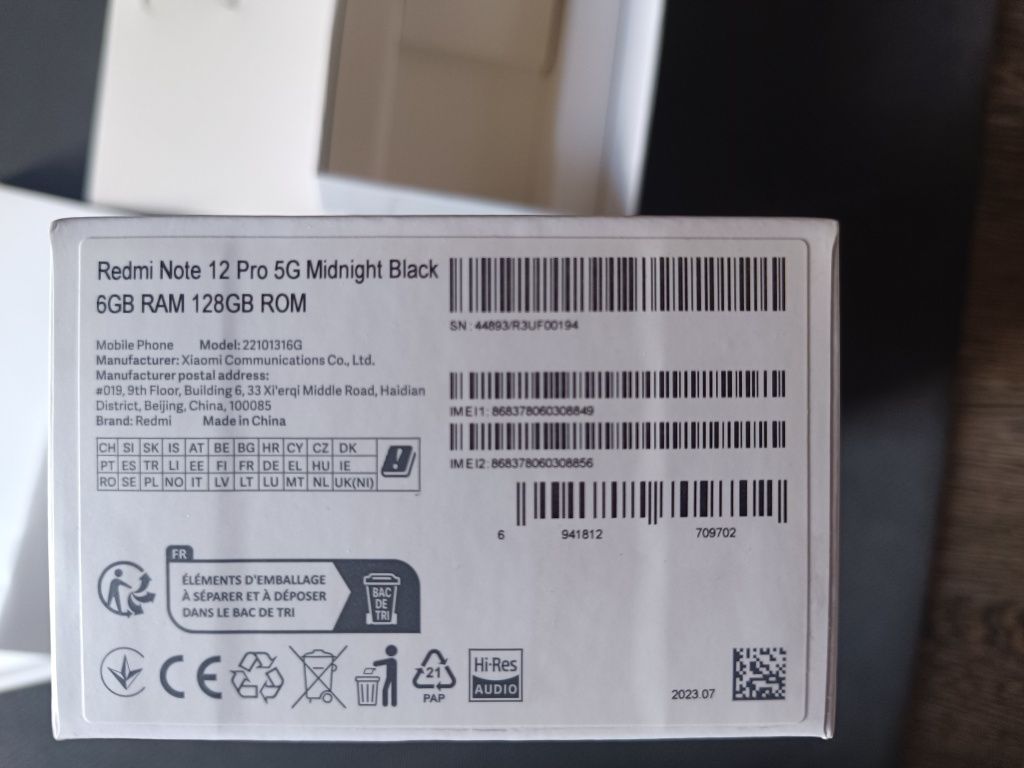 Redmi Note 12 Pro 5G Midnight Black
6GB RAM 128GB ROM
Mobile Phone Model: 22101316G
Manufacturer: Xiaomi Communications Co., Ltd.
Manufacturer postal address:
#019, 9th Floor, Building 6, 33 Xi'erqi Middle Road, Haidian
District, Beijing, China, 100085
Brand: Redmi Made in China
CH SI SK IS AT BE BG HR CY CZ DK
PT ES TR LI EE FI FR DE EL HU IE
RO SE PL NO IT LV LT LU MT NL UK(NI)
SN : 44893/R3UF00194
IMEI1: 868378060308849
IMEI2: 868378060308856
6 941812 709702
FR
ÉLÉMENTS D'EMBALLAGE
À SÉPARER ET À DÉPOSER
DANS LE BAC DE TRI
BAC
DE
TRI
CE
21
PAP
Hi-Res
AUDIO
2023.07